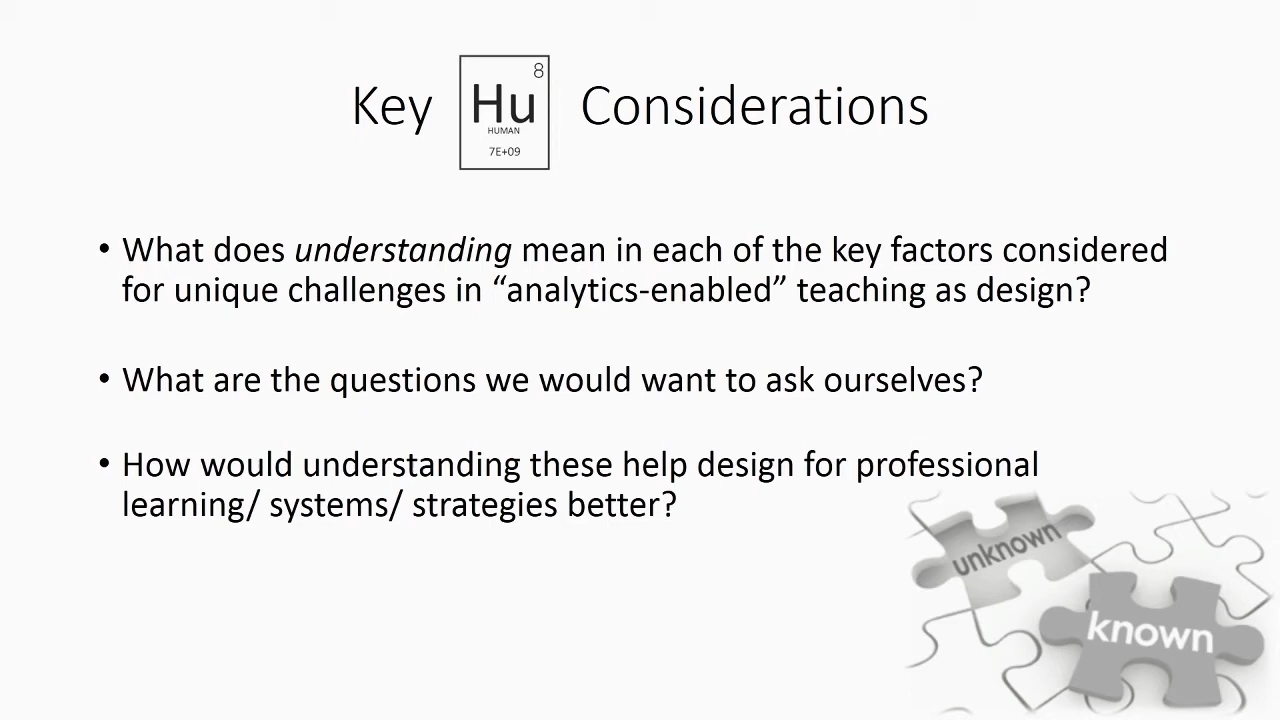 8
Key Hu Considerations
HUMAN
7E+09
• What does understanding mean in each of the key factors considered
for unique challenges in “analytics-enabled” teaching as design?
• What are the questions we would want to ask ourselves?
• How would understanding these help design for professional
learning/ systems/ strategies better?
unknown
known